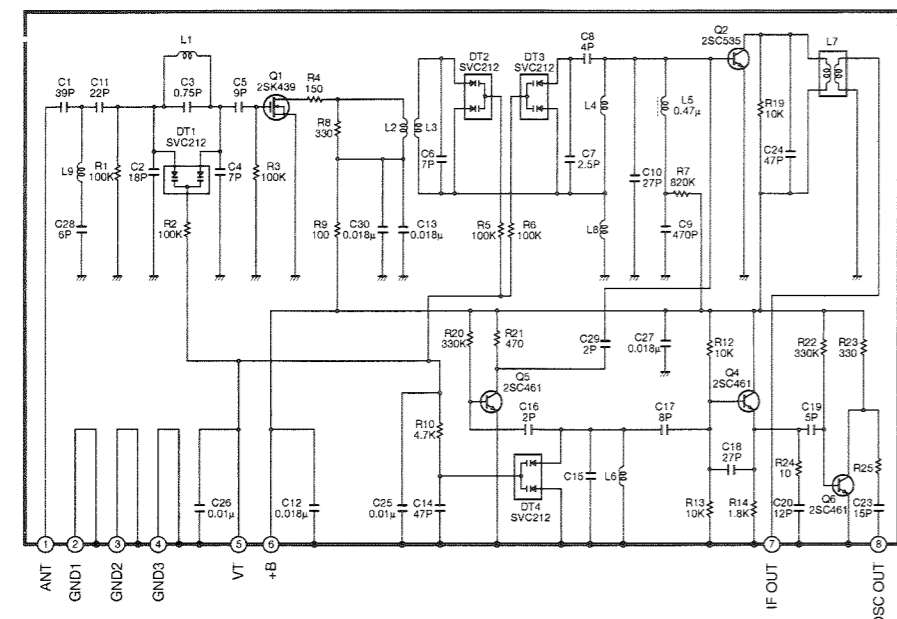 L1
C1
39P
C11
22P
C3
0.75P
C5
9P
Q1
2SK439
R4
150
DT1
SVC212
L9
R1
100K
C2
18P
C4
7P
R3
100K
C28
6P
R2
100K
R8
330
L2
L3
R9
100
C30
0.018μ
C13
0.018μ
DT2
SVC212
DT3
SVC212
C8
4P
C6
7P
C7
2.5P
R5
100K
R6
100K
L4
L8
L5
0.47μ
C10
27P
R7
820K
C9
470P
Q2
2SC535
R19
10K
C24
47P
L7
R20
330K
R21
470
C29
2P
C27
0.018μ
R12
10K
Q4
2SC461
R22
330K
R23
330
Q5
2SC461
C16
2P
C17
8P
C19
5P
R10
4.7K
C18
27P
R24
10
R25
DT4
SVC212
C15
L6
C26
0.01μ
C12
0.018μ
C25
0.01μ
C14
47P
R13
10K
R14
1.8K
C20
12P
Q6
2SC461
C23
15P
1
2
3
4
5
6
7
8
ANT
GND1
GND2
GND3
VT
+B
IF OUT
OSC OUT